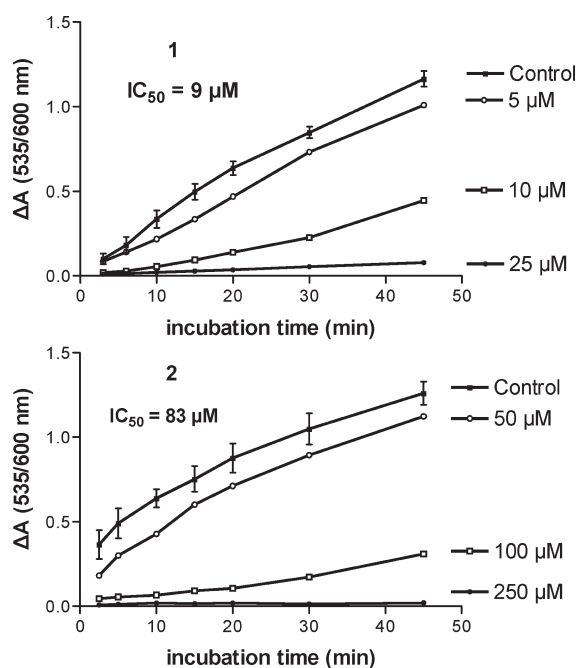 1.5
1
IC50 = 9 µM
Control
1.0
5 µM
ΔA (535/600 nm)
0.5
10 µM
25 µM
0.0
0 10 20 30 40 50
incubation time (min)
1.5
2
Control
IC50 = 83 µM
50 µM
1.0
ΔA (535/600 nm)
0.5
100 µM
250 µM
0.0
0 10 20 30 40 50
incubation time (min)